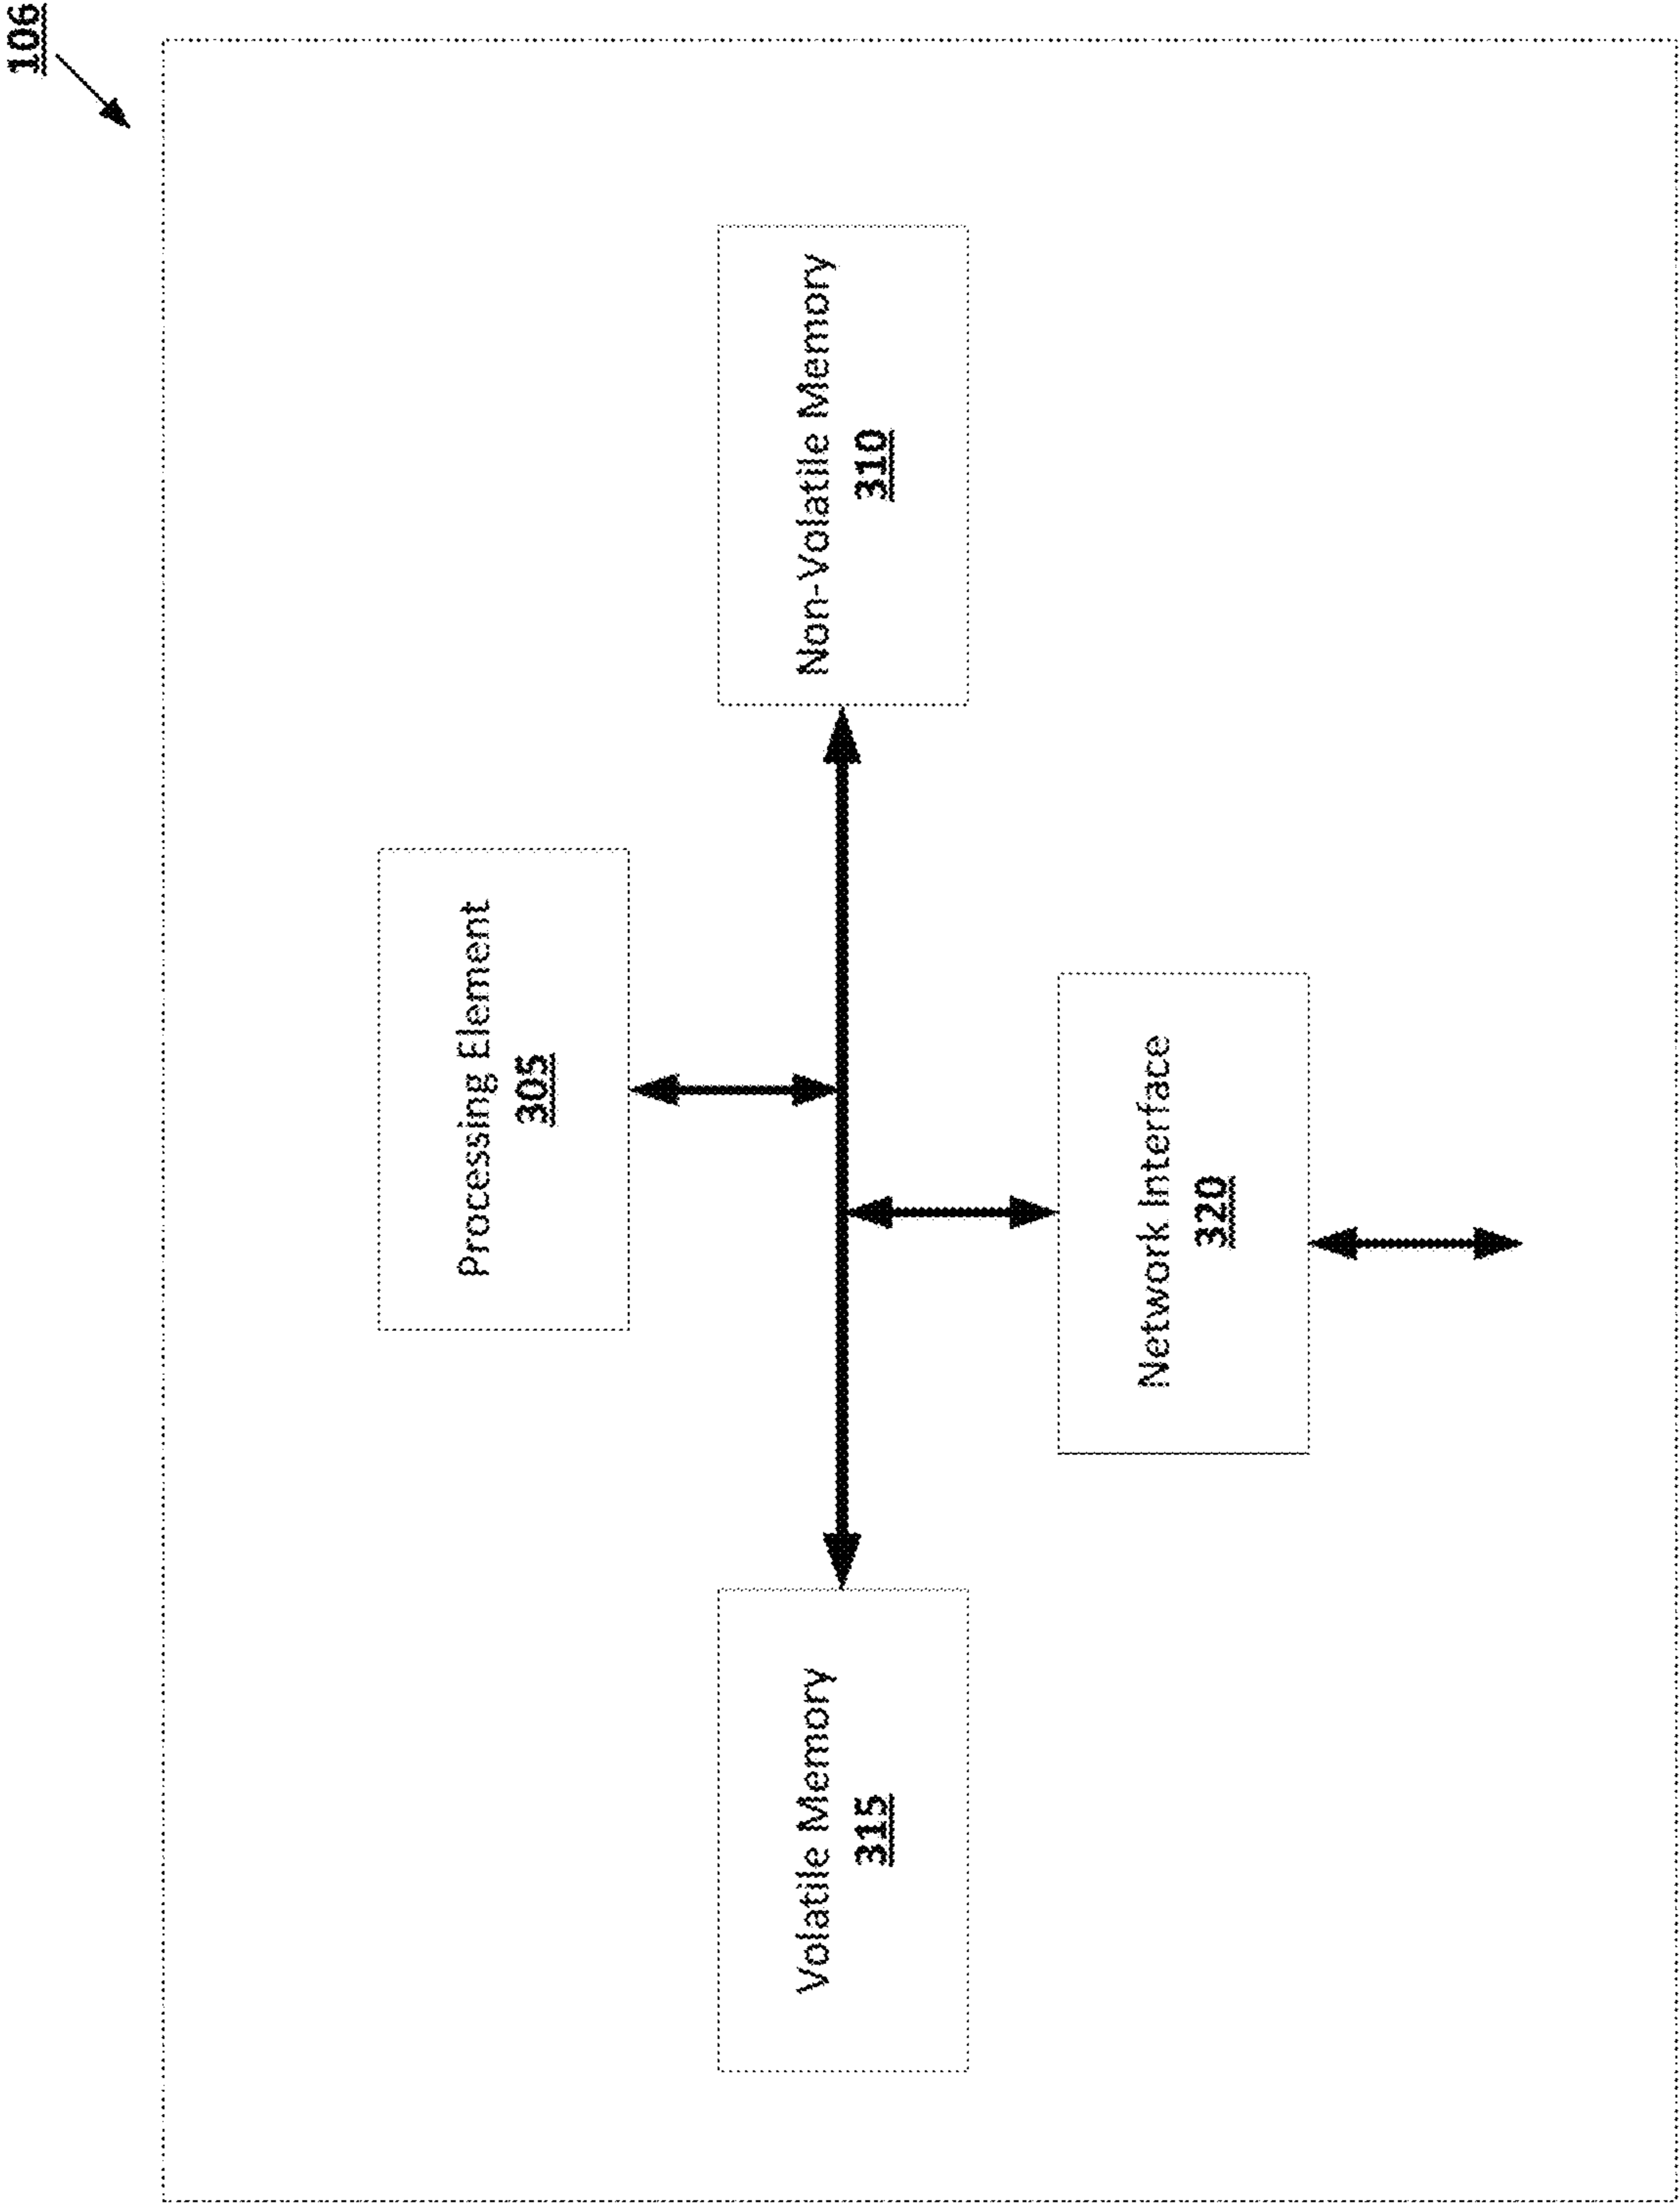 106
Processing Element
305
Volatile Memory
315
Non-Volatile Memory
310
Network Interface
320